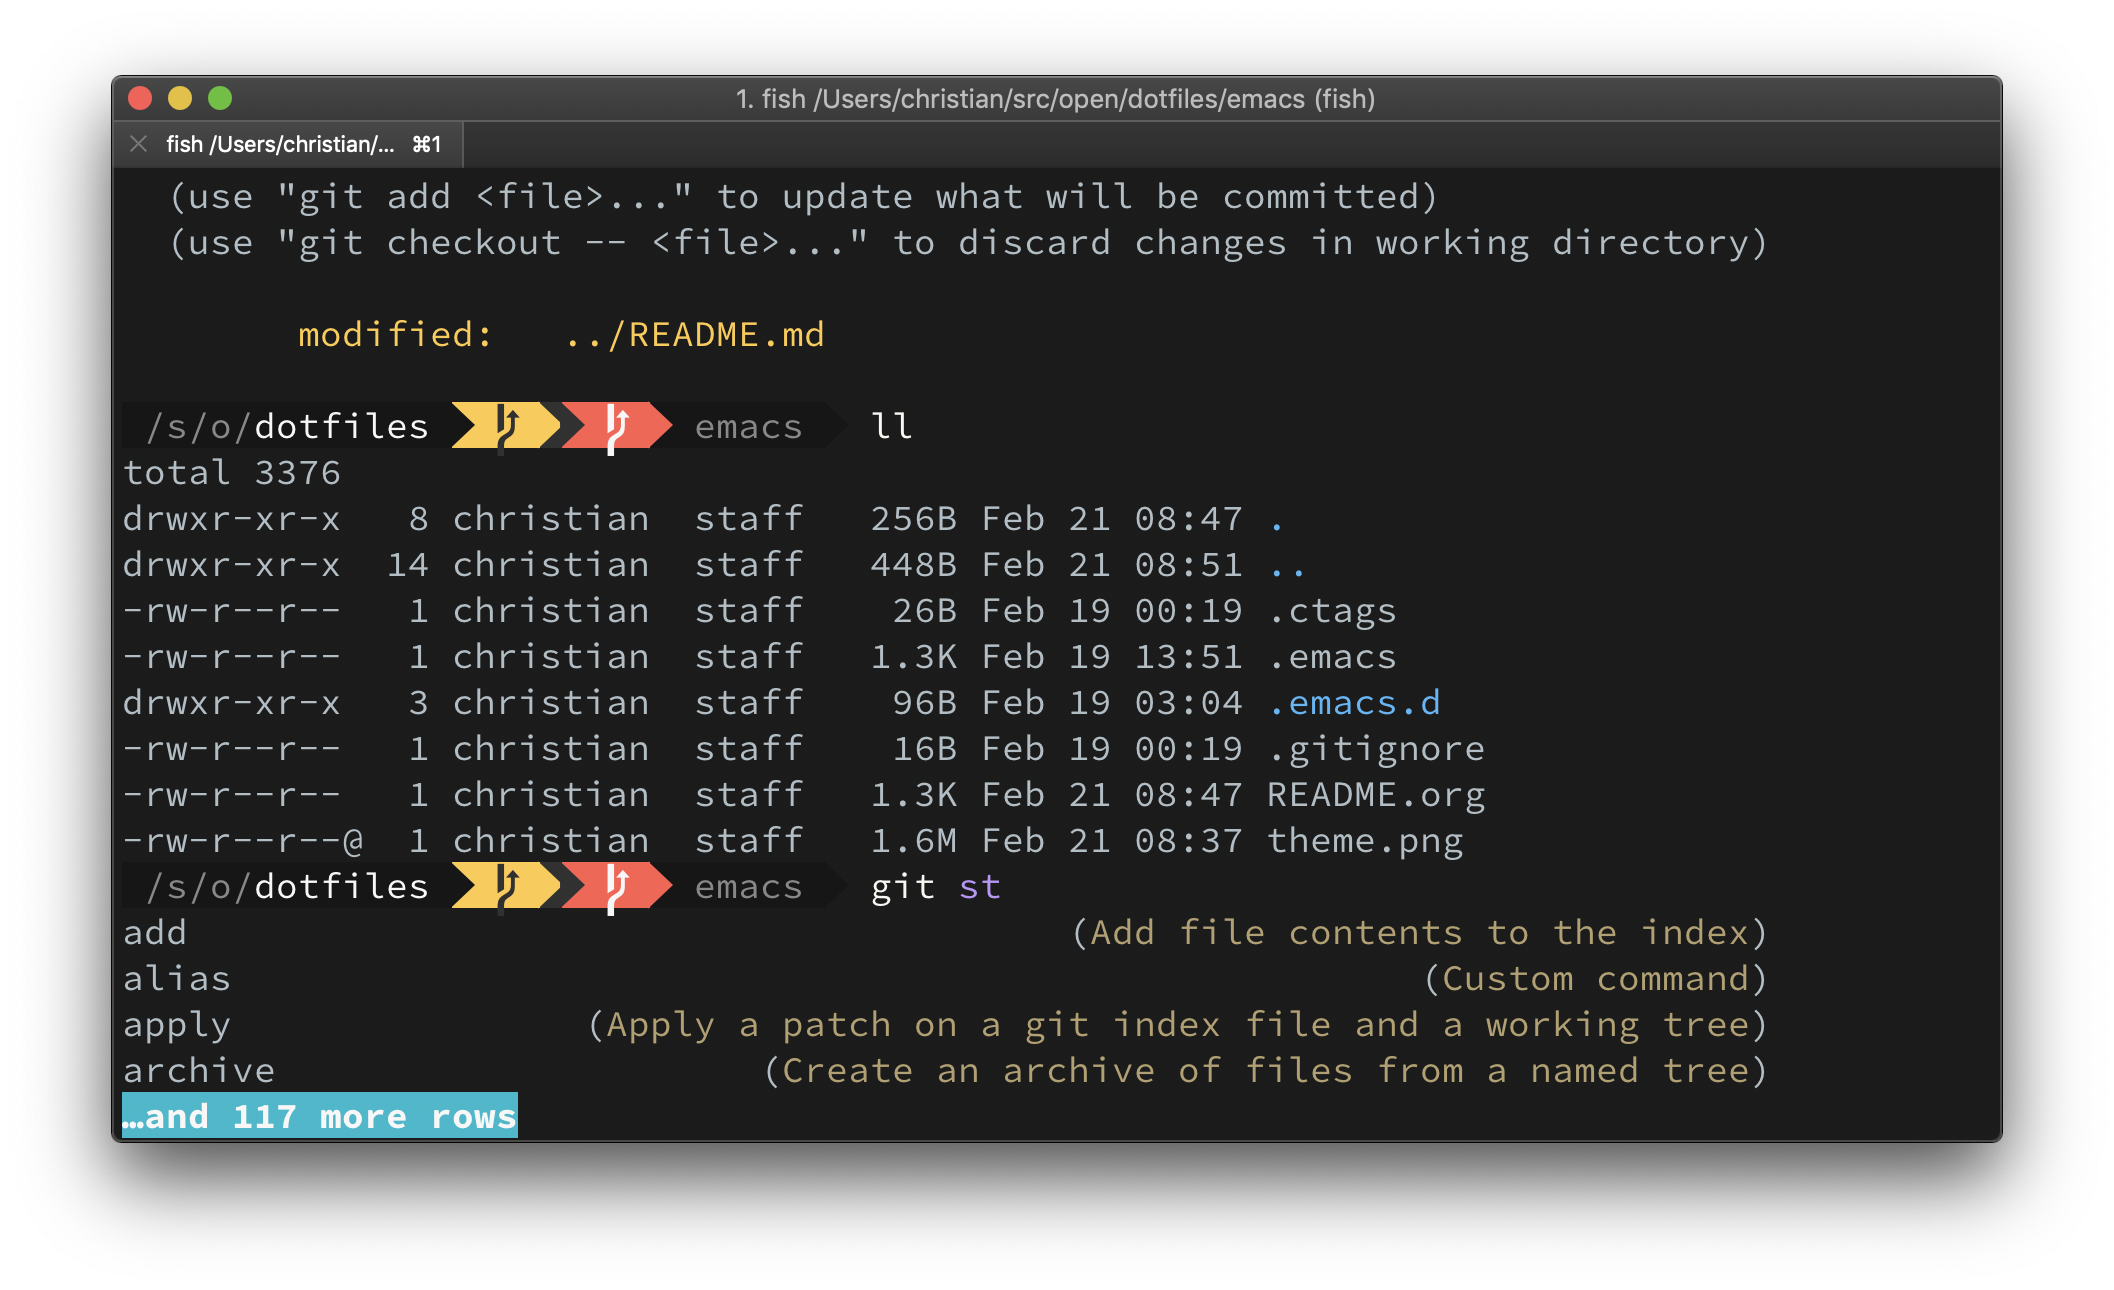 1. fish /Users/christian/src/open/dotfiles/emacs (fish)
fish /Users/christian/... ⌘1
(use "git add <file>..." to update what will be committed)
(use "git checkout -- <file>..." to discard changes in working directory)
modified:   ../README.md
/s/o/dotfiles emacs ll
total 3376
drwxr-xr-x   8 christian  staff   256B Feb 21 08:47 .
drwxr-xr-x  14 christian  staff   448B Feb 21 08:51 ..
-rw-r--r--   1 christian  staff    26B Feb 19 00:19 .ctags
-rw-r--r--   1 christian  staff   1.3K Feb 19 13:51 .emacs
drwxr-xr-x   3 christian  staff    96B Feb 19 03:04 .emacs.d
-rw-r--r--   1 christian  staff    16B Feb 19 00:19 .gitignore
-rw-r--r--   1 christian  staff   1.3K Feb 21 08:47 README.org
-rw-r--r--@  1 christian  staff   1.6M Feb 21 08:37 theme.png
/s/o/dotfiles emacs git st
add (Add file contents to the index)
alias (Custom command)
apply (Apply a patch on a git index file and a working tree)
archive (Create an archive of files from a named tree)
…and 117 more rows